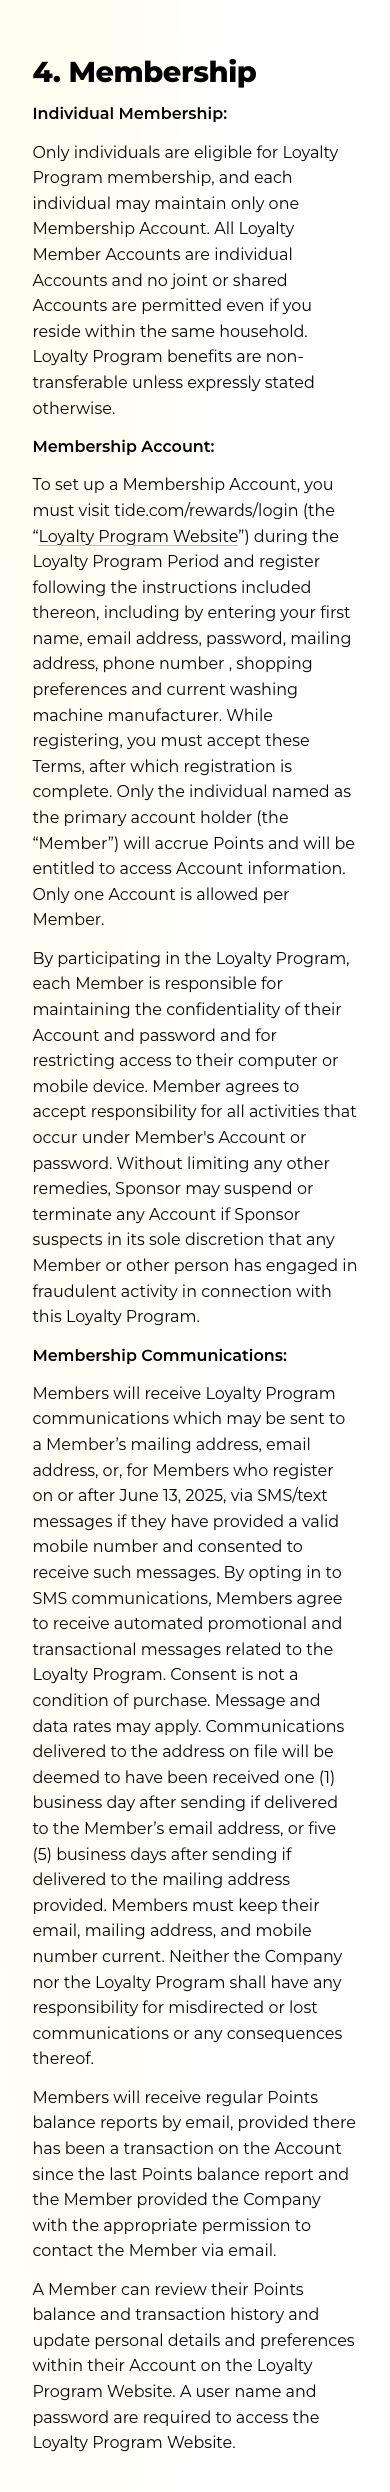 4. Membership
Individual Membership:
Only individuals are eligible for Loyalty
Program membership, and each
individual may maintain only one
Membership Account. All Loyalty
Member Accounts are individual
Accounts and no joint or shared
Accounts are permitted even if you
reside within the same household.
Loyalty Program benefits are non-
transferable unless expressly stated
otherwise.
Membership Account:
To set up a Membership Account, you
must visit tide.com/rewards/login (the
“Loyalty Program Website”) during the
Loyalty Program Period and register
following the instructions included
thereon, including by entering your first
name, email address, password, mailing
address, phone number , shopping
preferences and current washing
machine manufacturer. While
registering, you must accept these
Terms, after which registration is
complete. Only the individual named as
the primary account holder (the
“Member”) will accrue Points and will be
entitled to access Account information.
Only one Account is allowed per
Member.
By participating in the Loyalty Program,
each Member is responsible for
maintaining the confidentiality of their
Account and password and for
restricting access to their computer or
mobile device. Member agrees to
accept responsibility for all activities that
occur under Member's Account or
password. Without limiting any other
remedies, Sponsor may suspend or
terminate any Account if Sponsor
suspects in its sole discretion that any
Member or other person has engaged in
fraudulent activity in connection with
this Loyalty Program.
Membership Communications:
Members will receive Loyalty Program
communications which may be sent to
a Member’s mailing address, email
address, or, for Members who register
on or after June 13, 2025, via SMS/text
messages if they have provided a valid
mobile number and consented to
receive such messages. By opting in to
SMS communications, Members agree
to receive automated promotional and
transactional messages related to the
Loyalty Program. Consent is not a
condition of purchase. Message and
data rates may apply. Communications
delivered to the address on file will be
deemed to have been received one (1)
business day after sending if delivered
to the Member’s email address, or five
(5) business days after sending if
delivered to the mailing address
provided. Members must keep their
email, mailing address, and mobile
number current. Neither the Company
nor the Loyalty Program shall have any
responsibility for misdirected or lost
communications or any consequences
thereof.
Members will receive regular Points
balance reports by email, provided there
has been a transaction on the Account
since the last Points balance report and
the Member provided the Company
with the appropriate permission to
contact the Member via email.
A Member can review their Points
balance and transaction history and
update personal details and preferences
within their Account on the Loyalty
Program Website. A user name and
password are required to access the
Loyalty Program Website.